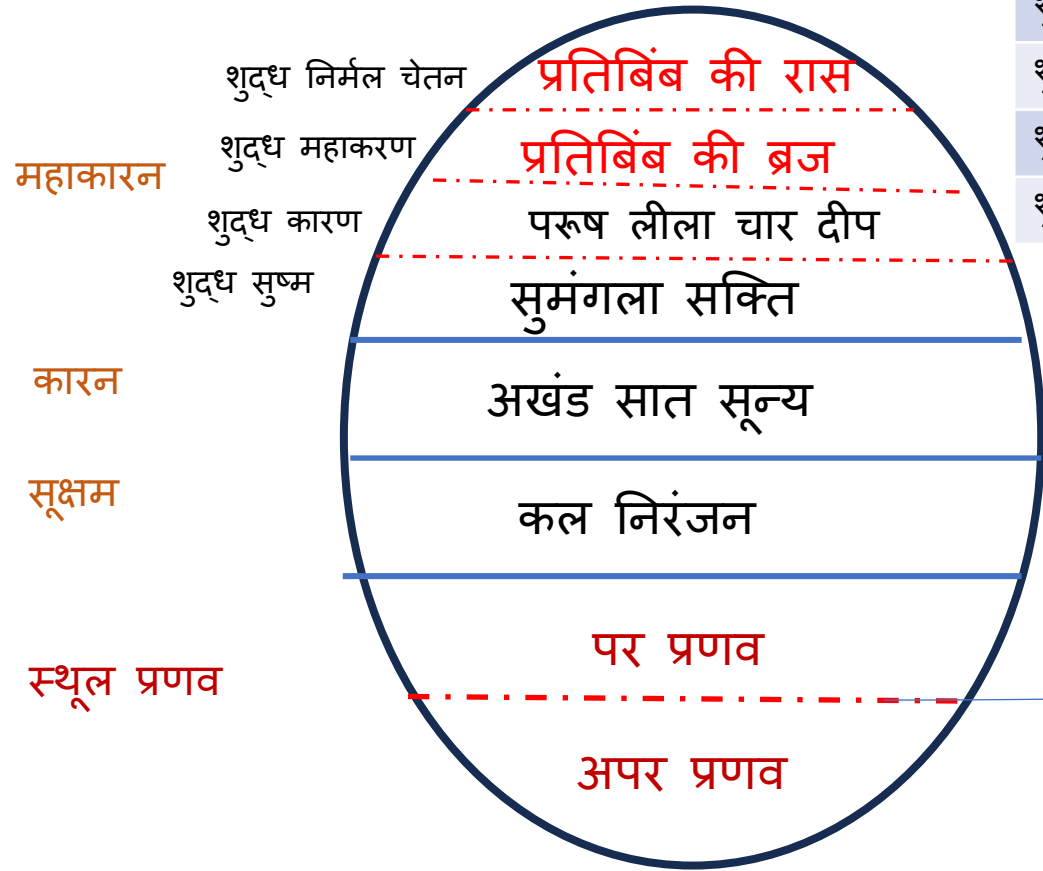 शुद्ध निर्मल चेतन प्रतिबिंब की रास
शुद्ध महाकरण प्रतिबिंब की ब्रज
महाकारन
शुद्ध कारण परूष लीला चार दीप
शुद्ध सुष्म सुमंगला सक्ति
कारन अखंड सात सून्य
सूक्षम कल निरंजन
पर प्रणव
स्थूल प्रणव
अपर प्रणव